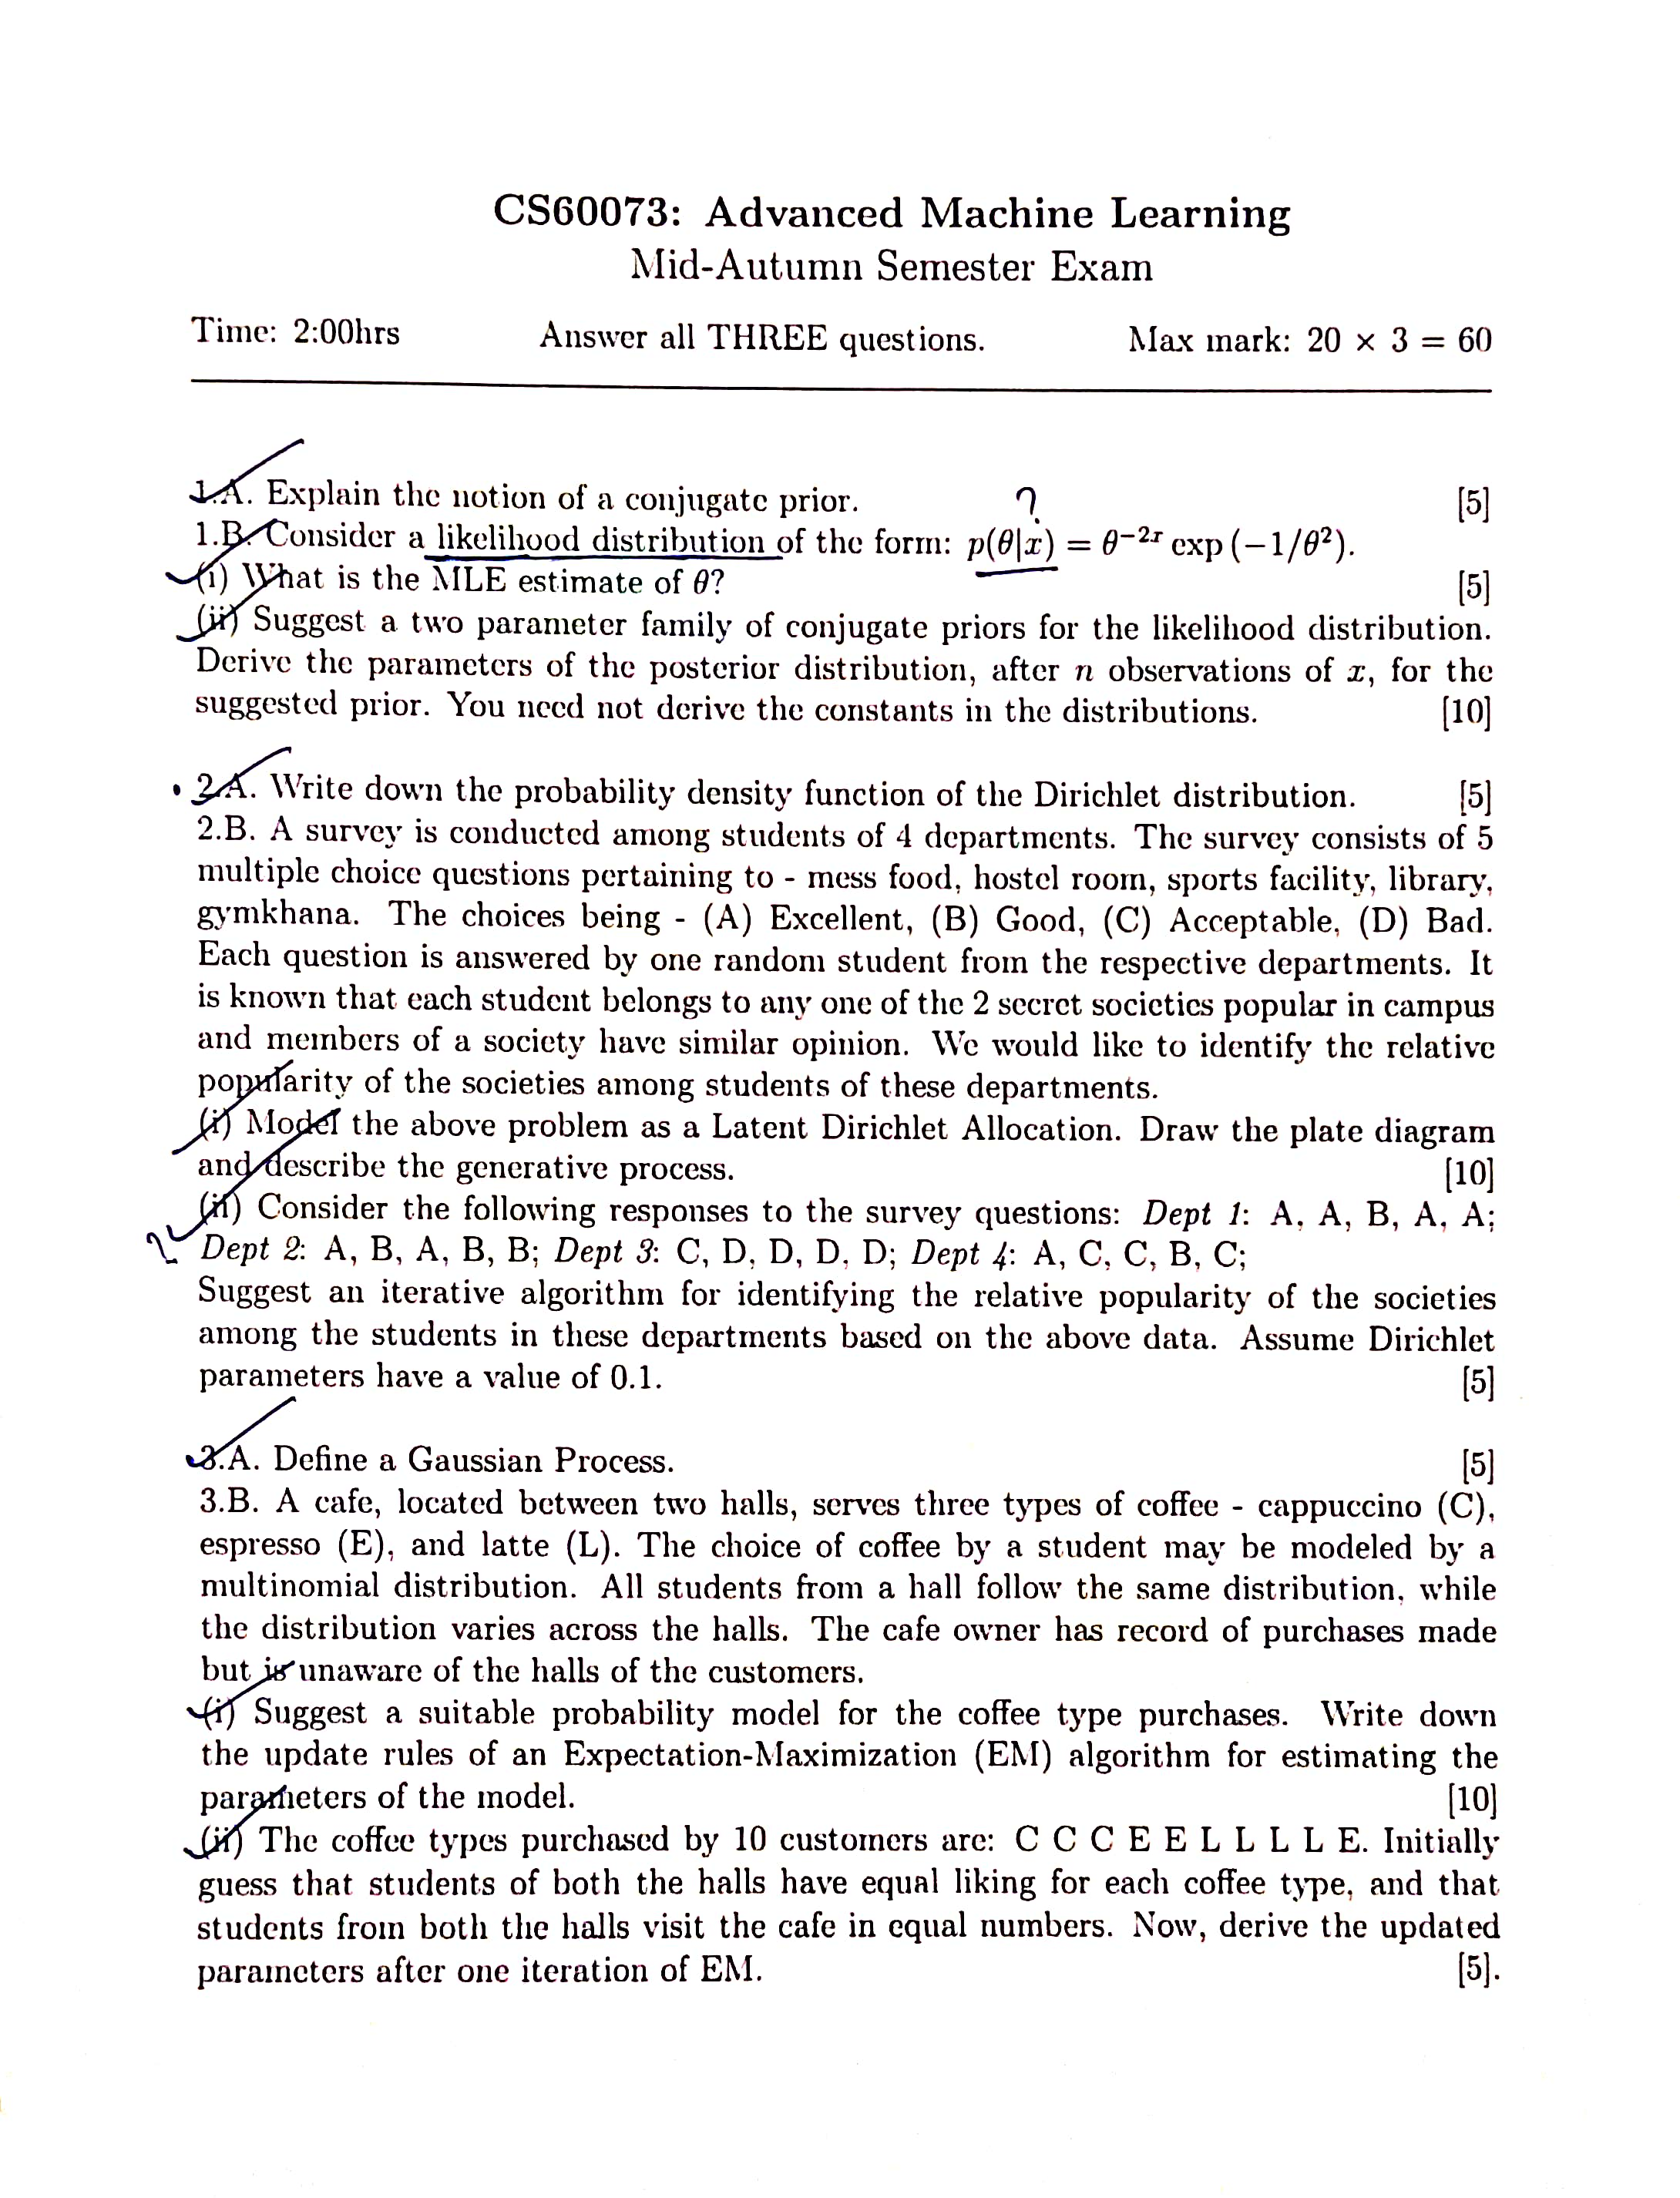 CS60073: Advanced Machine Learning
Mid-Autumn Semester Exam
Time: 2:00hrs Answer all THREE questions. Max mark: 20 × 3 = 60
1.A. Explain the notion of a conjugate prior. [5]
?
1.B. Consider a likelihood distribution of the form: p(θ|x) = θ^{-2x} exp (−1/θ²).
(i) What is the MLE estimate of θ? [5]
(ii) Suggest a two parameter family of conjugate priors for the likelihood distribution.
Derive the parameters of the posterior distribution, after n observations of x, for the
suggested prior. You need not derive the constants in the distributions. [10]
2.A. Write down the probability density function of the Dirichlet distribution. [5]
2.B. A survey is conducted among students of 4 departments. The survey consists of 5
multiple choice questions pertaining to - mess food, hostel room, sports facility, library,
gymkhana. The choices being - (A) Excellent, (B) Good, (C) Acceptable, (D) Bad.
Each question is answered by one random student from the respective departments. It
is known that each student belongs to any one of the 2 secret societies popular in campus
and members of a society have similar opinion. We would like to identify the relative
popularity of the societies among students of these departments.
(i) Model the above problem as a Latent Dirichlet Allocation. Draw the plate diagram
and describe the generative process. [10]
(ii) Consider the following responses to the survey questions: Dept 1: A, A, B, A, A;
Dept 2: A, B, A, B, B; Dept 3: C, D, D, D, D; Dept 4: A, C, C, B, C;
Suggest an iterative algorithm for identifying the relative popularity of the societies
among the students in these departments based on the above data. Assume Dirichlet
parameters have a value of 0.1. [5]
3.A. Define a Gaussian Process. [5]
3.B. A cafe, located between two halls, serves three types of coffee - cappuccino (C),
espresso (E), and latte (L). The choice of coffee by a student may be modeled by a
multinomial distribution. All students from a hall follow the same distribution, while
the distribution varies across the halls. The cafe owner has record of purchases made
but is unaware of the halls of the customers.
(i) Suggest a suitable probability model for the coffee type purchases. Write down
the update rules of an Expectation-Maximization (EM) algorithm for estimating the
parameters of the model. [10]
(ii) The coffee types purchased by 10 customers are: C C C E E L L L L E. Initially
guess that students of both the halls have equal liking for each coffee type, and that
students from both the halls visit the cafe in equal numbers. Now, derive the updated
parameters after one iteration of EM. [5].